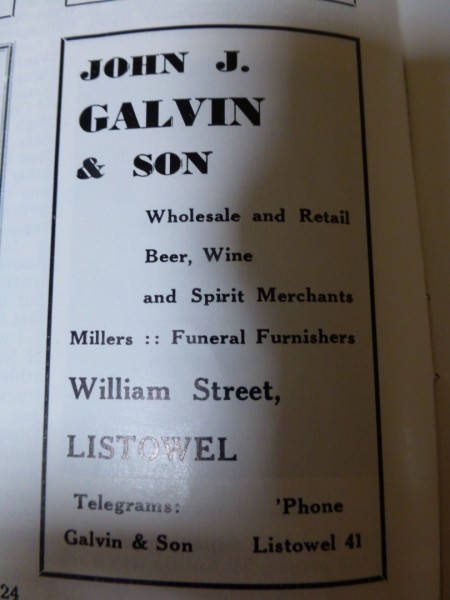 JOHN J.
GALVIN
& SON
Wholesale and Retail
Beer, Wine
and Spirit Merchants
Millers :: Funeral Furnishers
William Street,
LISTOWEL
Telegrams: 'Phone
Galvin & Son Listowel 41
24